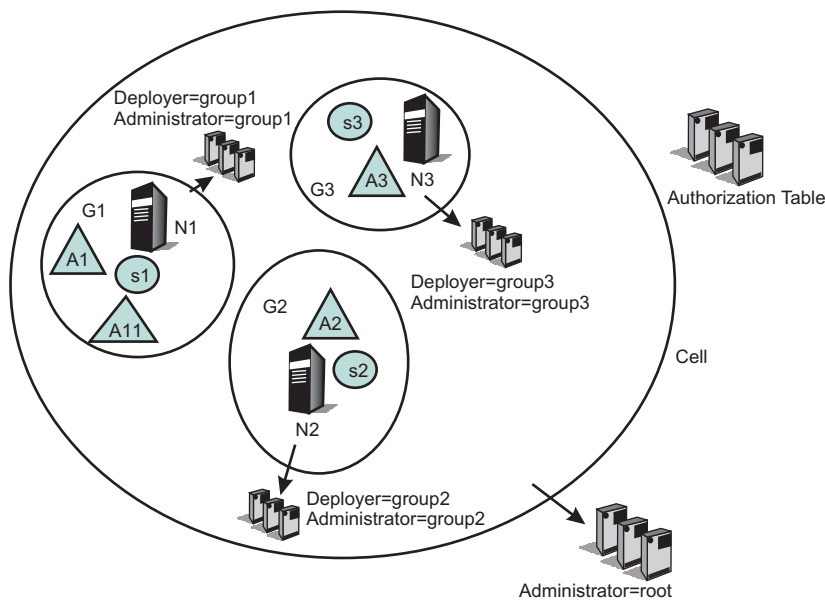 Deployer=group1
Administrator=group1
s3
A3
G3
N3
Authorization Table
G1
N1
A1
s1
A11
Deployer=group3
Administrator=group3
G2
A2
s2
N2
Cell
Deployer=group2
Administrator=group2
Administrator=root